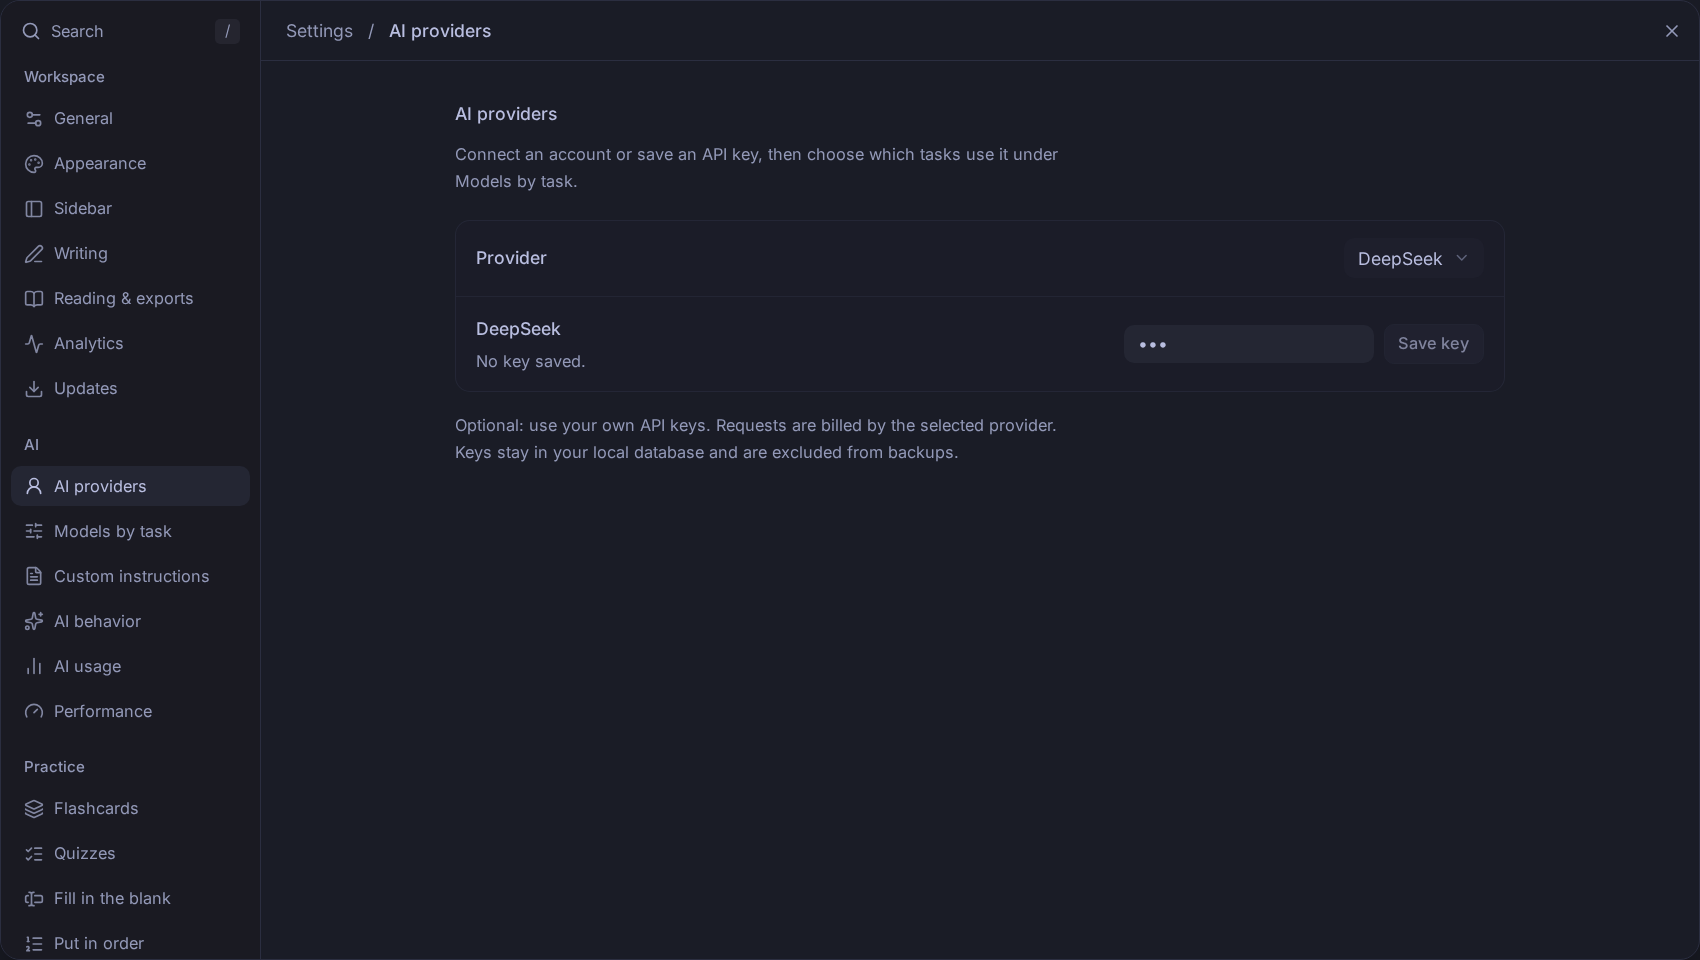 Search /
Workspace
General
Appearance
Sidebar
Writing
Reading & exports
Analytics
Updates
AI
AI providers
Models by task
Custom instructions
AI behavior
AI usage
Performance
Practice
Flashcards
Quizzes
Fill in the blank
Put in order
Settings / AI providers
AI providers
Connect an account or save an API key, then choose which tasks use it under
Models by task.
Provider
DeepSeek
DeepSeek
No key saved.
•••
Save key
Optional: use your own API keys. Requests are billed by the selected provider.
Keys stay in your local database and are excluded from backups.